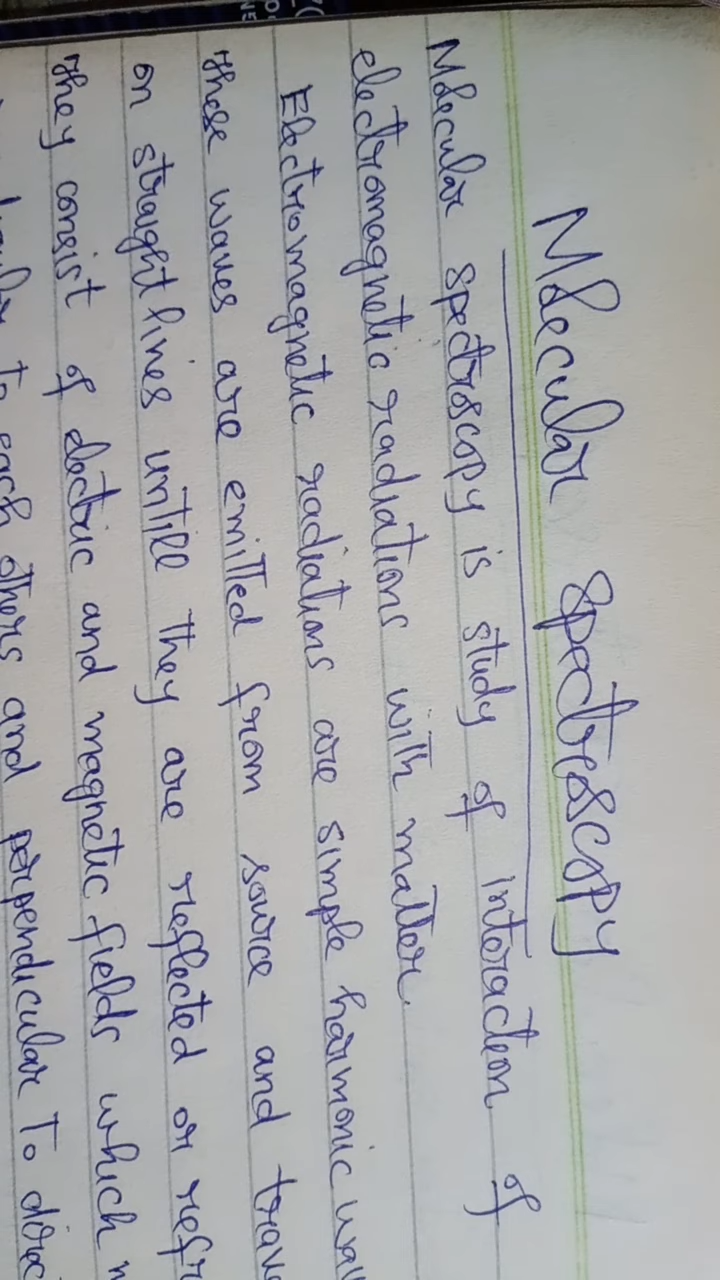 Molecular spectroscopy
Molecular spectroscopy is study of interaction of
electromagnetic radiations with matter.
Electromagnetic radiations are simple harmonic
these waves are emitted from source and
on straight lines untill they are reflected or
they consist of electric and magnetic fields which
to each others and perpendicular To